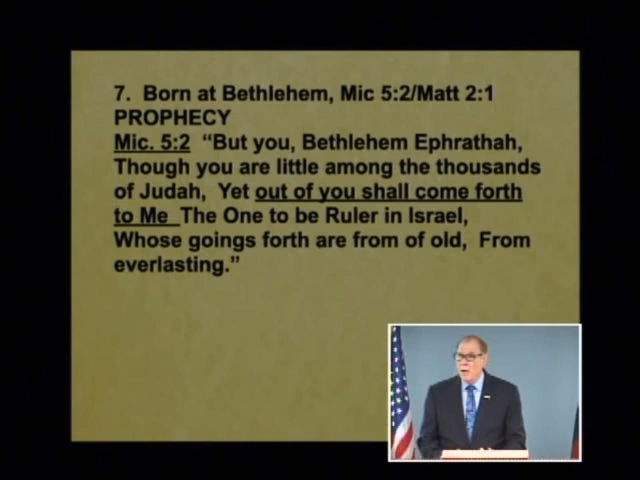 7. Born at Bethlehem, Mic 5:2/Matt 2:1
PROPHECY
Mic. 5:2 “But you, Bethlehem Ephrathah,
Though you are little among the thousands
of Judah, Yet out of you shall come forth
to Me The One to be Ruler in Israel,
Whose goings forth are from of old, From
everlasting.”